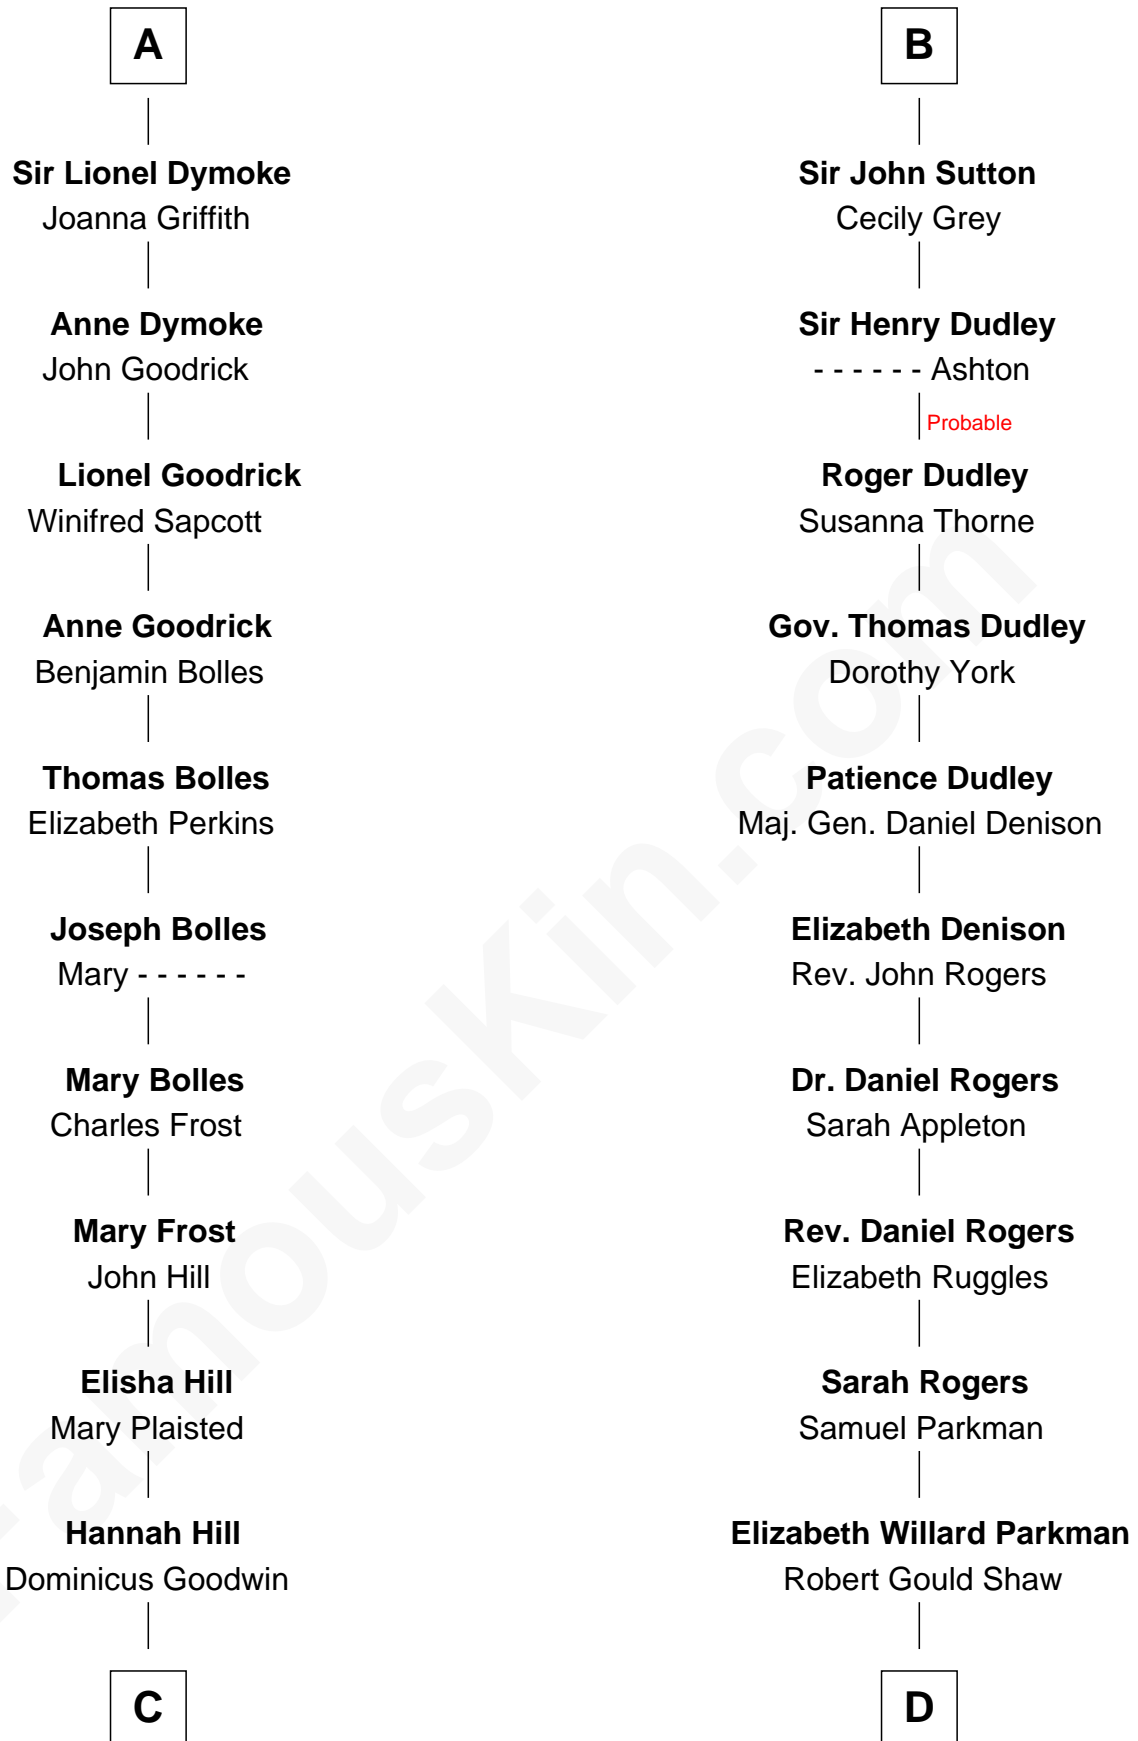 A
Sir Lionel Dymoke
Joanna Griffith
Anne Dymoke
John Goodrick
Lionel Goodrick
Winifred Sapcott
Anne Goodrick
Benjamin Bolles
Thomas Bolles
Elizabeth Perkins
Joseph Bolles
Mary - - - - - -
Mary Bolles
Charles Frost
Mary Frost
John Hill
Elisha Hill
Mary Plaisted
Hannah Hill
Dominicus Goodwin
C
B
Sir John Sutton
Cecily Grey
Sir Henry Dudley
- - - - - - Ashton
Probable
Roger Dudley
Susanna Thorne
Gov. Thomas Dudley
Dorothy York
Patience Dudley
Maj. Gen. Daniel Denison
Elizabeth Denison
Rev. John Rogers
Dr. Daniel Rogers
Sarah Appleton
Rev. Daniel Rogers
Elizabeth Ruggles
Sarah Rogers
Samuel Parkman
Elizabeth Willard Parkman
Robert Gould Shaw
D
FamousKin.com